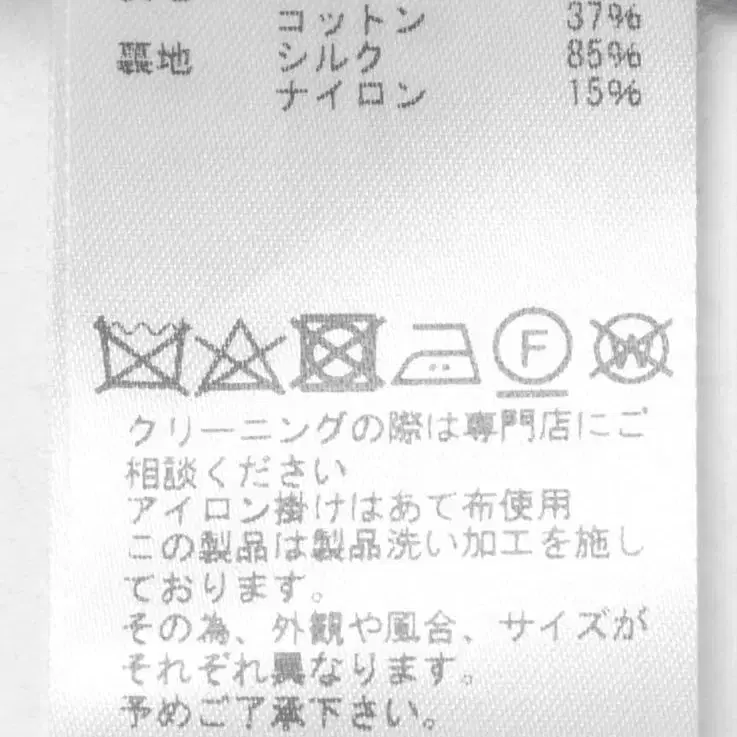 コットン 37%
裏地 シルク 85%
ナイロン 15%
F W
クリーニングの際は専門店にご
相談ください
アイロン掛けはあて布使用
この製品は製品洗い加工を施し
ております。
その為、外観や風合、サイズが
それぞれ異なります。
予めご了承下さい。